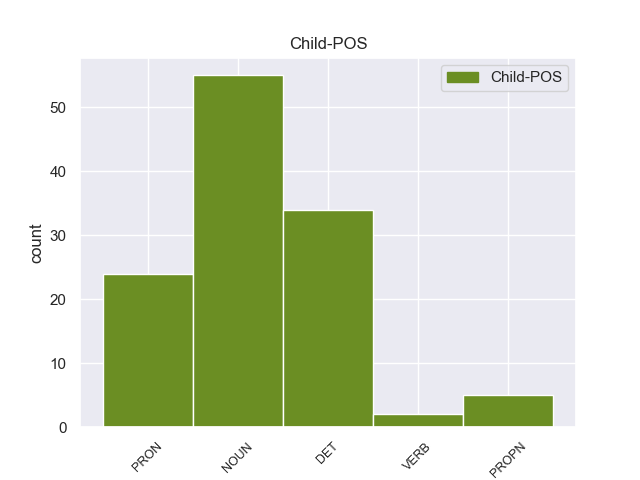 Child-POS
Child-POS
50
40
30
20
10
0
count
PRON
NOUN
DET
VERB
PROPN